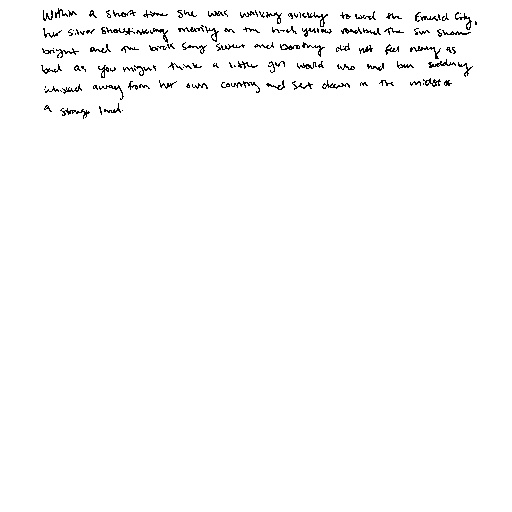 Within a short time she was walking quickly toward the Emerald City,
her silver shoes tinkling merrily on the hard yellow roadbed. The sun shone
bright and the birds sang sweet and Dorothy did not feel nearly as
bad as you might think a little girl would who had been suddenly
whisked away from her own country and set down in the midst of
a strange land.